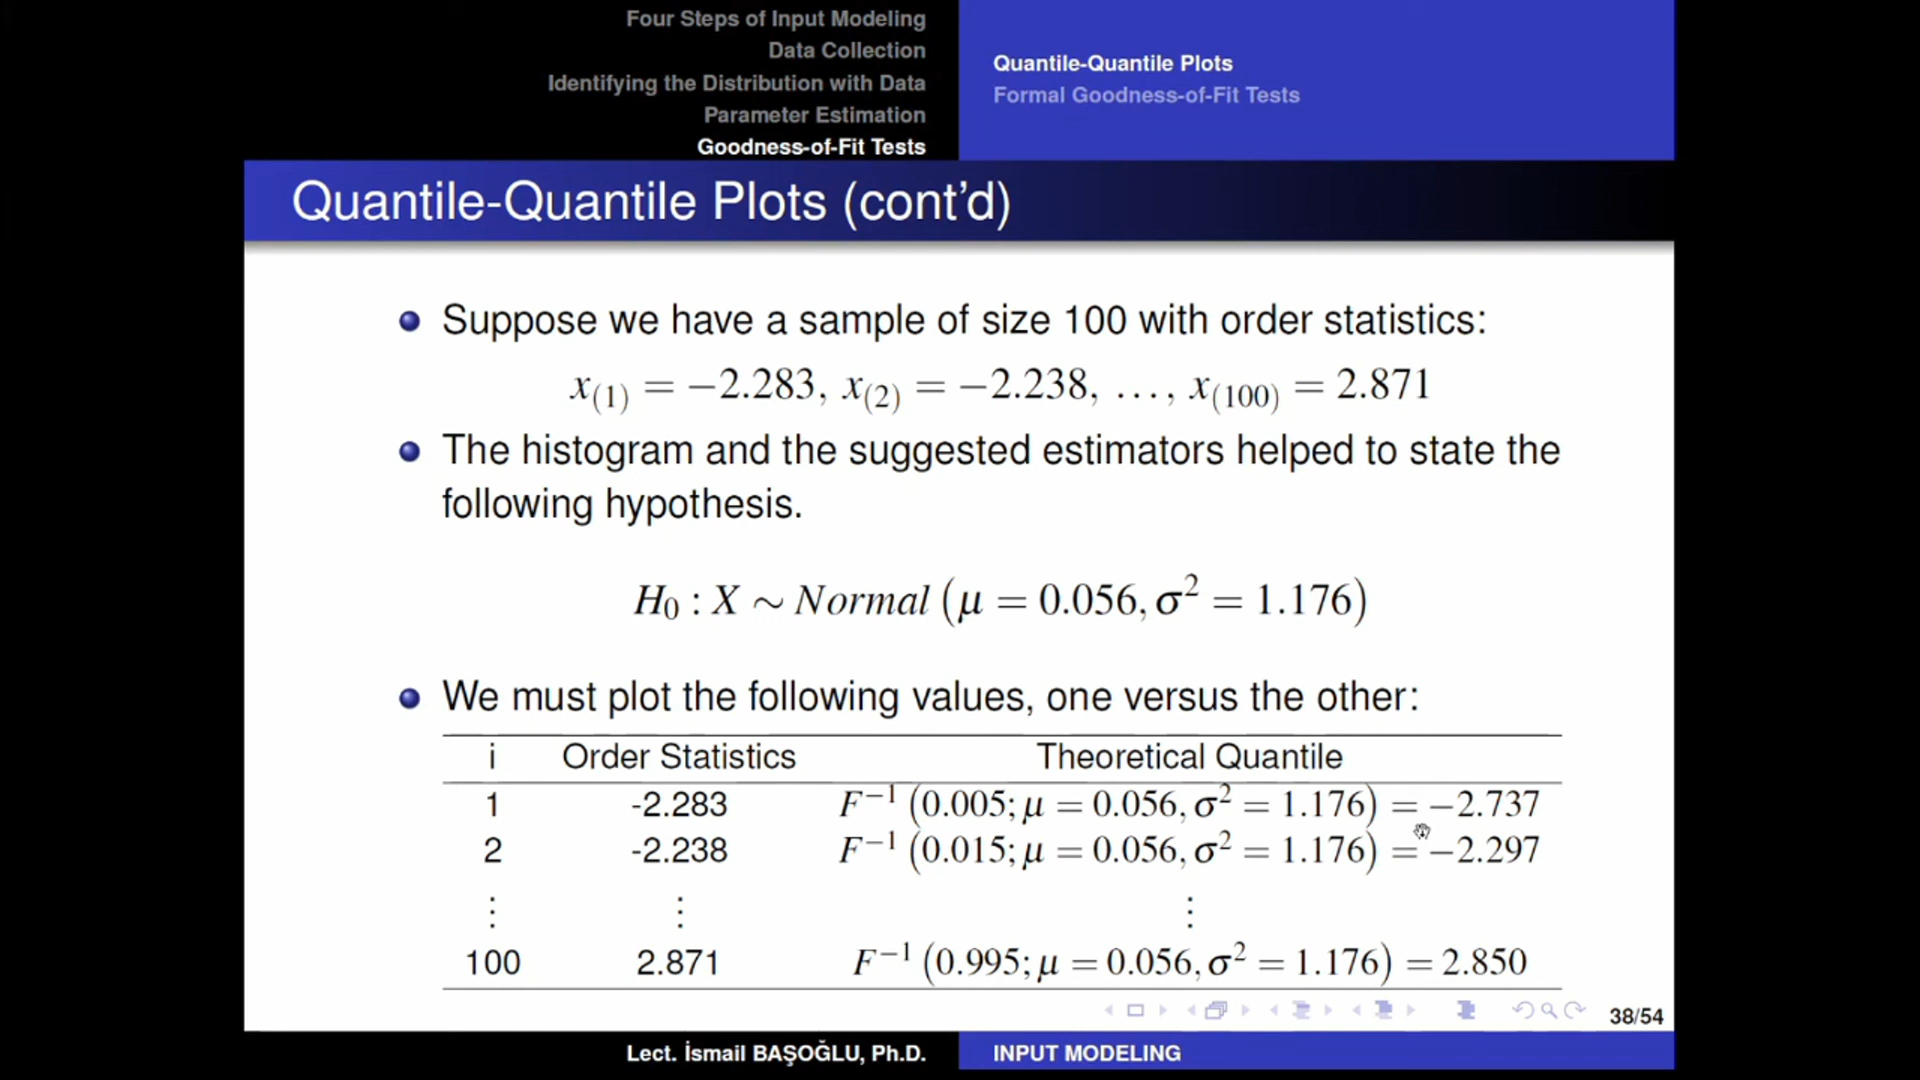 Four Steps of Input Modeling
Data Collection
Identifying the Distribution with Data
Parameter Estimation
Goodness-of-Fit Tests
Quantile-Quantile Plots
Formal Goodness-of-Fit Tests
Quantile-Quantile Plots (cont'd)
Suppose we have a sample of size 100 with order statistics:
x₍₁₎ = −2.283, x₍₂₎ = −2.238, …, x₍₁₀₀₎ = 2.871
The histogram and the suggested estimators helped to state the
following hypothesis.
H₀ : X ∼ Normal (μ = 0.056, σ² = 1.176)
We must plot the following values, one versus the other:
i Order Statistics Theoretical Quantile
1 -2.283 F⁻¹ (0.005; μ = 0.056, σ² = 1.176) = −2.737
2 -2.238 F⁻¹ (0.015; μ = 0.056, σ² = 1.176) = −2.297
⋮ ⋮ ⋮
100 2.871 F⁻¹ (0.995; μ = 0.056, σ² = 1.176) = 2.850
38/54
Lect. İsmail BAŞOĞLU, Ph.D.
INPUT MODELING